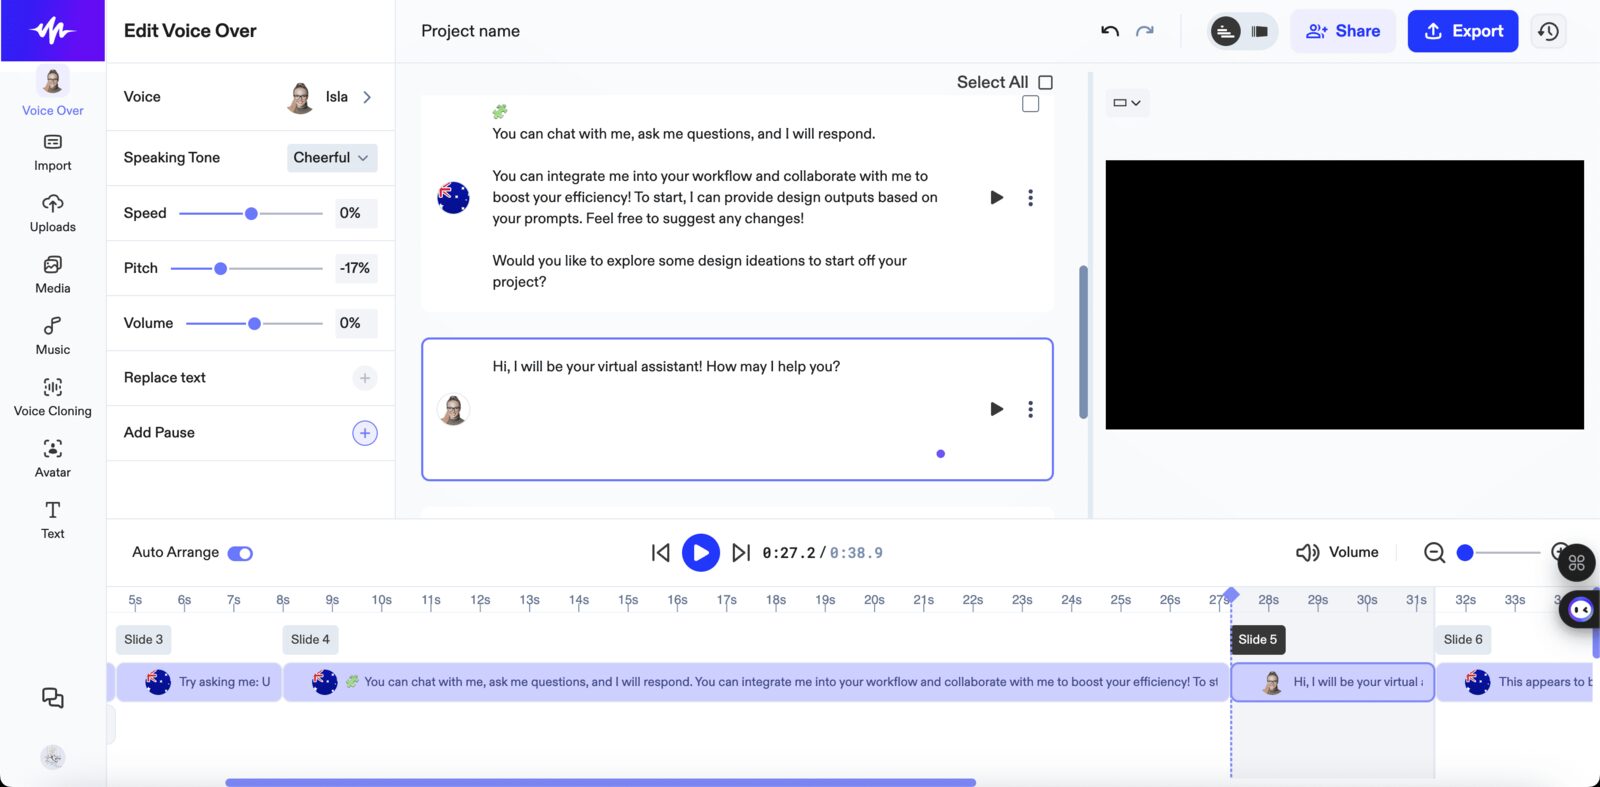 Edit Voice Over
Project name
Share
Export
Voice Over
Import
Uploads
Media
Music
Voice Cloning
Avatar
Text
Voice
Isla
Speaking Tone
Cheerful
Speed
0%
Pitch
-17%
Volume
0%
Replace text
Add Pause
Select All
You can chat with me, ask me questions, and I will respond.
You can integrate me into your workflow and collaborate with me to
boost your efficiency! To start, I can provide design outputs based on
your prompts. Feel free to suggest any changes!
Would you like to explore some design ideations to start off your
project?
Hi, I will be your virtual assistant! How may I help you?
Auto Arrange
0:27.2 / 0:38.9
Volume
5s 6s 7s 8s 9s 10s 11s 12s 13s 14s 15s 16s 17s 18s 19s 20s 21s 22s 23s 24s 25s 26s 27s 28s 29s 30s 31s 32s 33s
Slide 3
Slide 4
Slide 5
Slide 6
Try asking me: U
You can chat with me, ask me questions, and I will respond. You can integrate me into your workflow and collaborate with me to boost your efficiency! To st
Hi, I will be your virtual
This appears to b